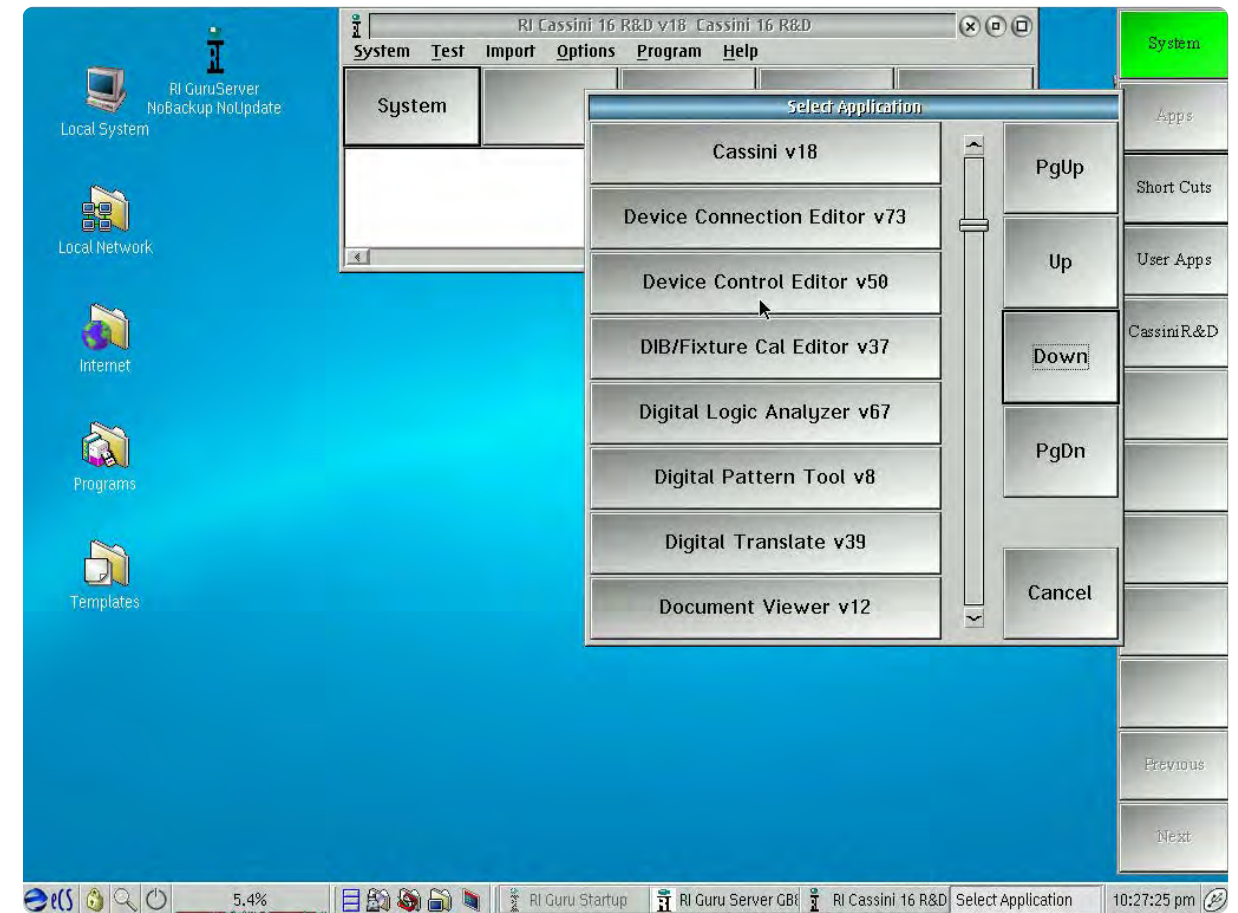 RI GuruServer
NoBackup NoUpdate
Local System
Local Network
Internet
Programs
Templates
RI Cassini 16 R&D v18 Cassini 16 R&D
System Test Import Options Program Help
System
Select Application
Cassini v18
Device Connection Editor v73
Device Control Editor v50
DIB/Fixture Cal Editor v37
Digital Logic Analyzer v67
Digital Pattern Tool v8
Digital Translate v39
Document Viewer v12
PgUp
Up
Down
PgDn
Cancel
System
Apps
Short Cuts
User Apps
CassiniR&D
Previous
Next
eCS
5.4%
RI Guru Startup
RI Guru Server GB
RI Cassini 16 R&D
Select Application
10:27:25 pm